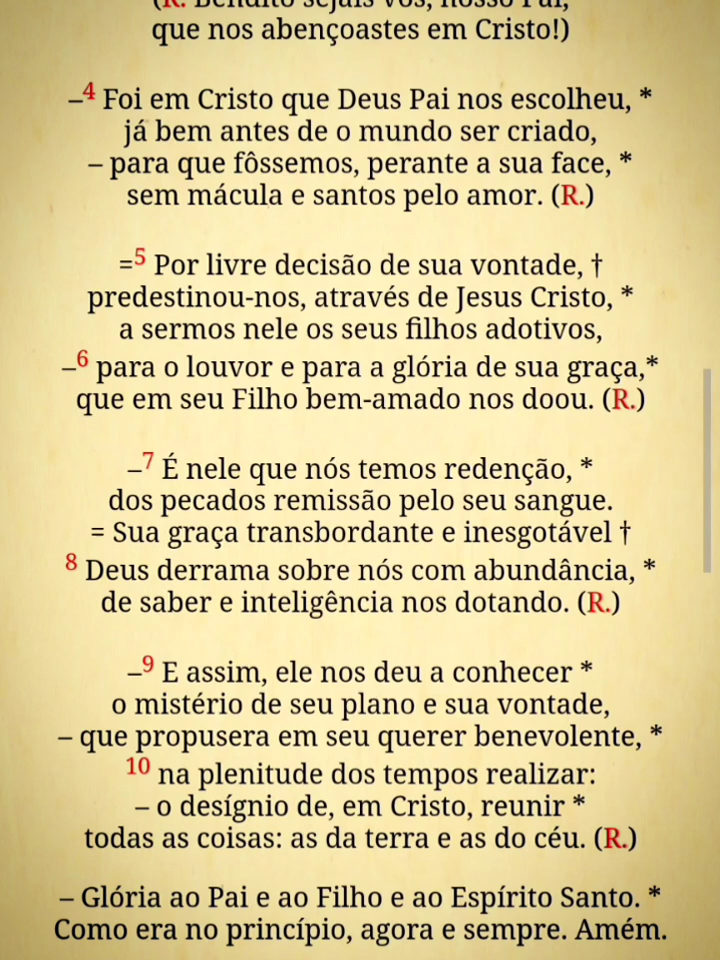 (R. Bendito sejais vós, nosso Pai,
que nos abençoastes em Cristo!)
–4 Foi em Cristo que Deus Pai nos escolheu, *
já bem antes de o mundo ser criado,
– para que fôssemos, perante a sua face, *
sem mácula e santos pelo amor. (R.)
=5 Por livre decisão de sua vontade, †
predestinou-nos, através de Jesus Cristo, *
a sermos nele os seus filhos adotivos,
–6 para o louvor e para a glória de sua graça,*
que em seu Filho bem-amado nos doou. (R.)
–7 É nele que nós temos redenção, *
dos pecados remissão pelo seu sangue.
= Sua graça transbordante e inesgotável †
8 Deus derrama sobre nós com abundância, *
de saber e inteligência nos dotando. (R.)
–9 E assim, ele nos deu a conhecer *
o mistério de seu plano e sua vontade,
– que propusera em seu querer benevolente, *
10 na plenitude dos tempos realizar:
– o desígnio de, em Cristo, reunir *
todas as coisas: as da terra e as do céu. (R.)
– Glória ao Pai e ao Filho e ao Espírito Santo. *
Como era no princípio, agora e sempre. Amém.